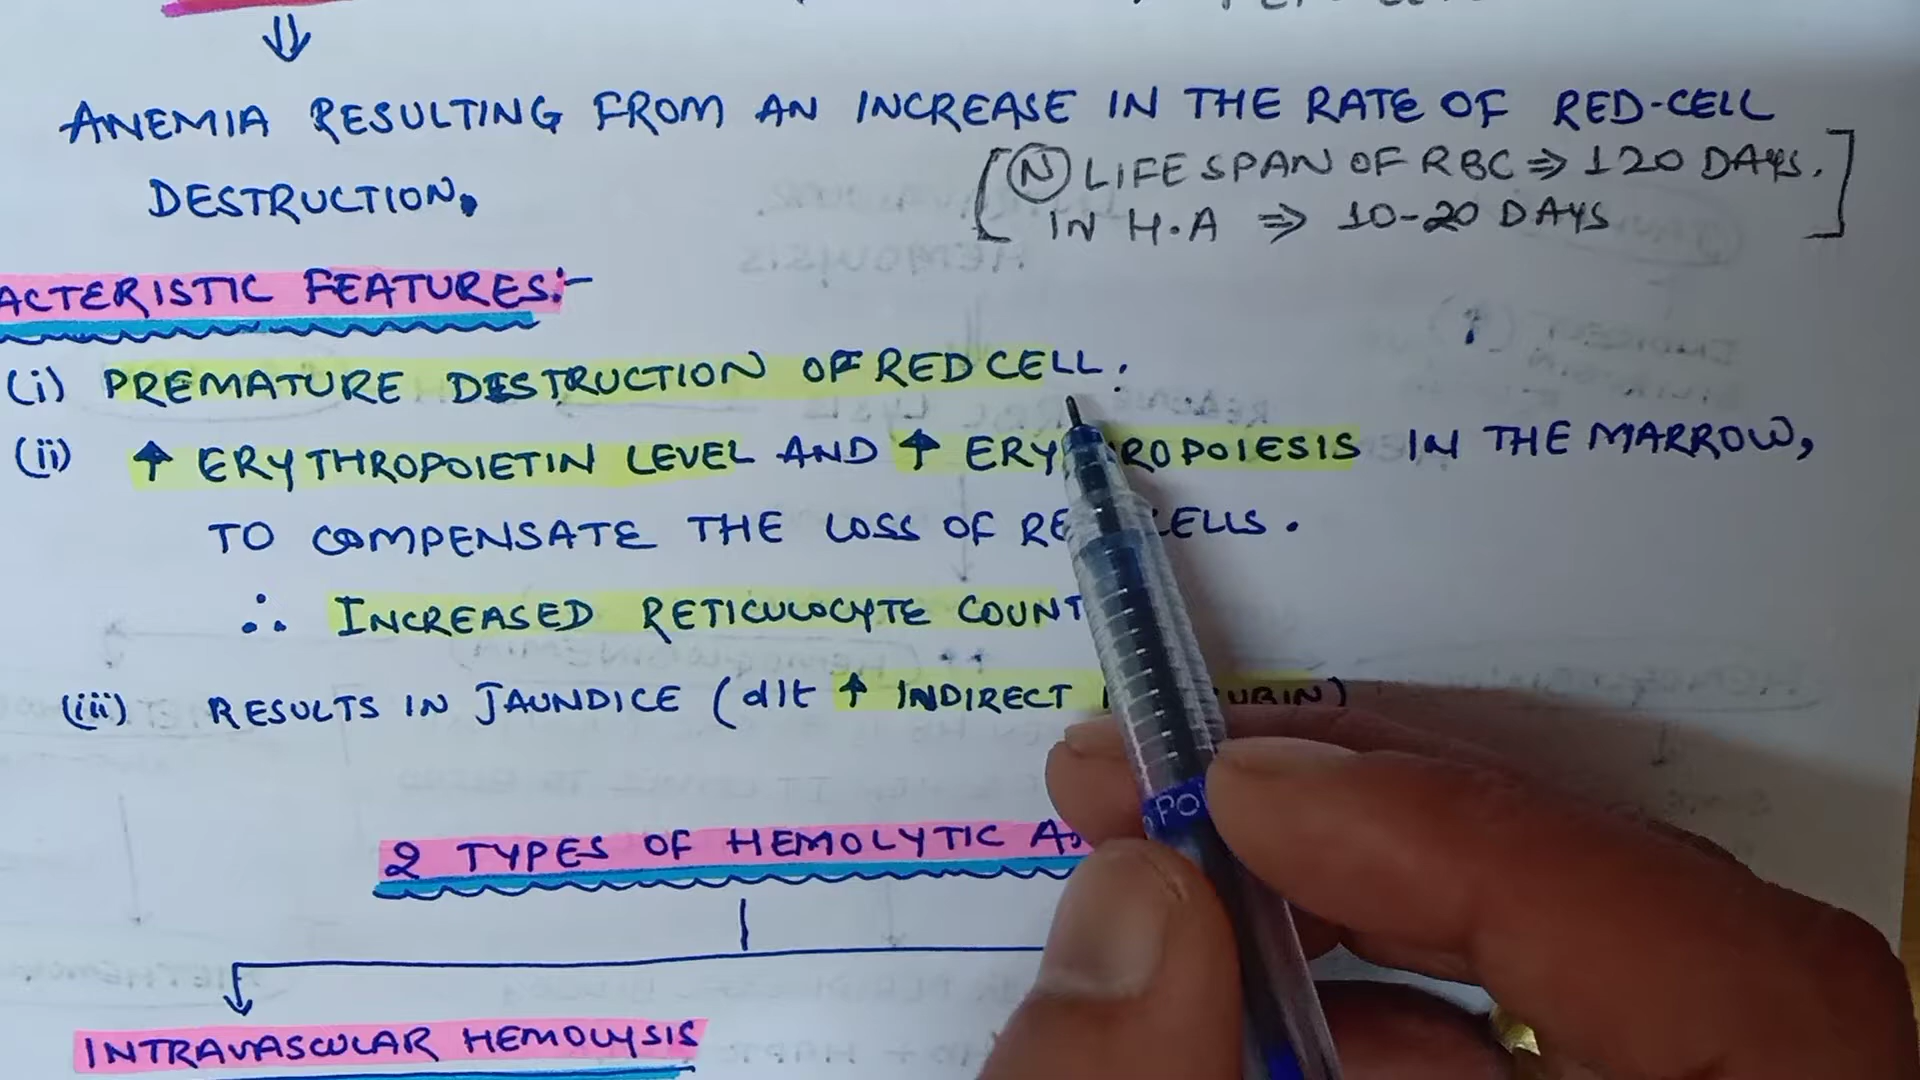 ⇓
ANEMIA RESULTING FROM AN INCREASE IN THE RATE OF RED-CELL
DESTRUCTION.
[Ⓝ LIFE SPAN OF RBC ⇒ 120 DAYS.
IN H.A ⇒ 10-20 DAYS]
ACTERISTIC FEATURES:-
(i) PREMATURE DESTRUCTION OF RED CELL.
(ii) ↑ ERYTHROPOIETIN LEVEL AND ↑ ERY ROPOIESIS IN THE MARROW,
TO COMPENSATE THE LOSS OF RE CELLS.
∴ INCREASED RETICULOCYTE COUNT
(iii) RESULTS IN JAUNDICE (d/t ↑ INDIRECT UBIN)
2 TYPES OF HEMOLYTIC A
INTRAVASCULAR HEMOLYSIS